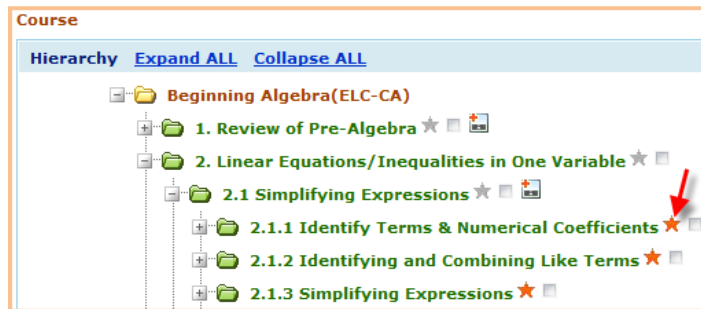 Course
Hierarchy Expand ALL Collapse ALL
Beginning Algebra(ELC-CA)
1. Review of Pre-Algebra
2. Linear Equations/Inequalities in One Variable
2.1 Simplifying Expressions
2.1.1 Identify Terms & Numerical Coefficients
2.1.2 Identifying and Combining Like Terms
2.1.3 Simplifying Expressions